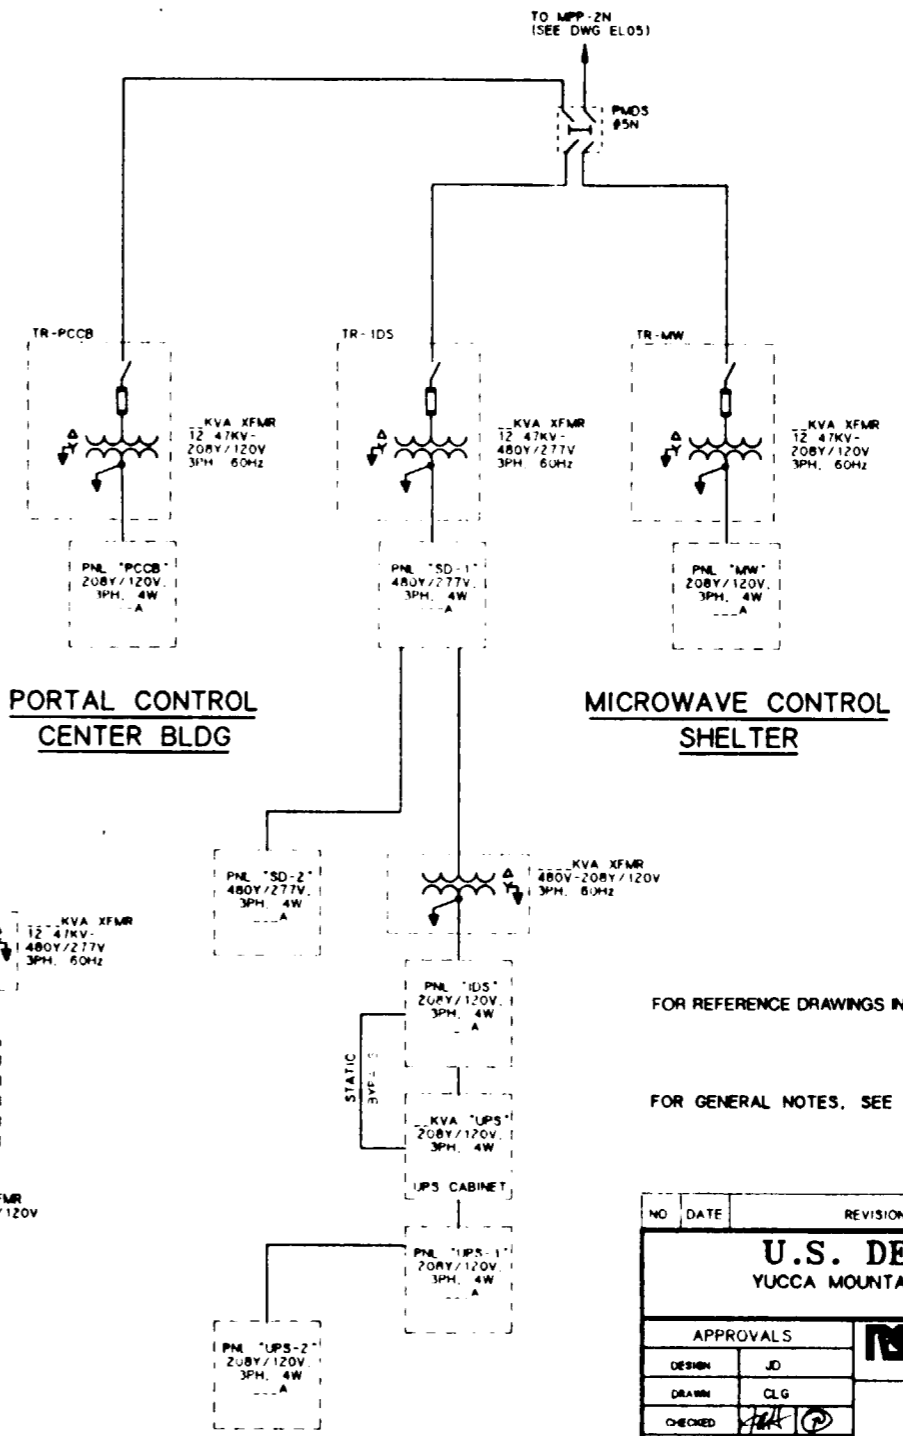 TO MPP-2N
(SEE DWG EL05)
PMDS
#5N
TR-PCCB
TR-IDS
TR-MW
__KVA XFMR
12.47KV-
208Y/120V
3PH, 60Hz
__KVA XFMR
12.47KV-
480Y/277V
3PH, 60Hz
__KVA XFMR
12.47KV-
208Y/120V
3PH, 60Hz
PNL "PCCB"
208Y/120V,
3PH, 4W
___A
PNL "SD-1"
480Y/277V,
3PH, 4W
___A
PNL "MW"
208Y/120V,
3PH, 4W
___A
PORTAL CONTROL
CENTER BLDG
MICROWAVE CONTROL
SHELTER
PNL "SD-2"
480Y/277V,
3PH, 4W
___A
___KVA XFMR
480V-208Y/120V
3PH, 60Hz
___KVA XFMR
12.47KV-
480Y/277V
3PH, 60Hz
PNL "IDS"
208Y/120V,
3PH, 4W
_A
STATIC
BYPASS
__KVA "UPS"
208Y/120V,
3PH, 4W
UPS CABINET
FMR
/120V
PNL "UPS-1"
208Y/120V,
3PH, 4W
___A
PNL "UPS-2"
208Y/120V,
3PH, 4W
___A
FOR REFERENCE DRAWINGS IN
FOR GENERAL NOTES, SEE
NO DATE REVISION
U.S. DE
YUCCA MOUNTA
APPROVALS
DESIGN JD
DRAWN CLG
CHECKED